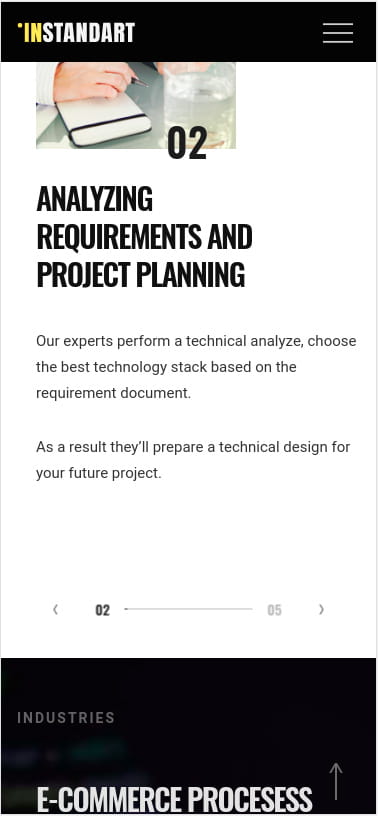 INSTANDART
02
ANALYZING
REQUIREMENTS AND
PROJECT PLANNING
Our experts perform a technical analyze, choose
the best technology stack based on the
requirement document.
As a result they’ll prepare a technical design for
your future project.
02 05
INDUSTRIES
E-COMMERCE PROCESESS